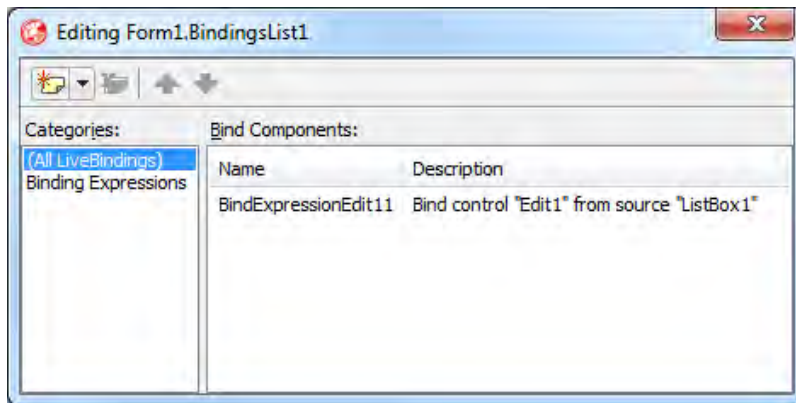 Editing Form1.BindingsList1
Categories:
Bind Components:
(All LiveBindings)
Binding Expressions
Name Description
BindExpressionEdit11 Bind control "Edit1" from source "ListBox1"